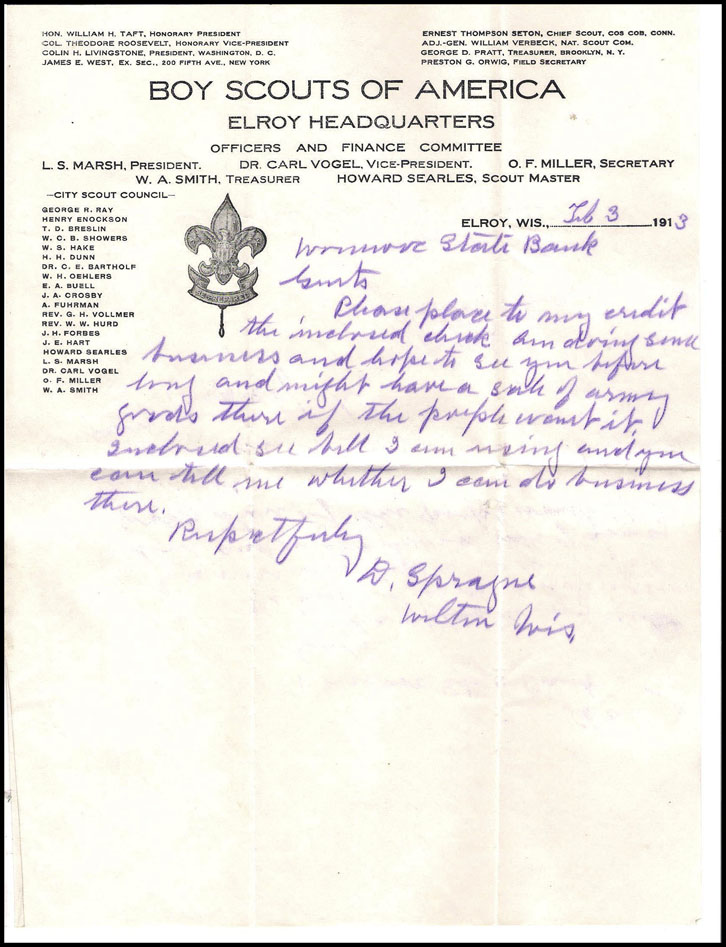 HON. WILLIAM H. TAFT, HONORARY PRESIDENT
COL. THEODORE ROOSEVELT, HONORARY VICE-PRESIDENT
COLIN H. LIVINGSTONE, PRESIDENT, WASHINGTON, D. C.
JAMES E. WEST, EX. SEC., 200 FIFTH AVE., NEW YORK
ERNEST THOMPSON SETON, CHIEF SCOUT, COS COB, CONN.
ADJ.-GEN. WILLIAM VERBECK, NAT. SCOUT COM.
GEORGE D. PRATT, TREASURER, BROOKLYN, N. Y.
PRESTON G. ORWIG, FIELD SECRETARY
BOY SCOUTS OF AMERICA
ELROY HEADQUARTERS
OFFICERS AND FINANCE COMMITTEE
L. S. MARSH, PRESIDENT. DR. CARL VOGEL, VICE-PRESIDENT. O. F. MILLER, SECRETARY
W. A. SMITH, TREASURER HOWARD SEARLES, SCOUT MASTER
—CITY SCOUT COUNCIL—
GEORGE R. RAY
HENRY ENOCKSON
T. D. BRESLIN
W. C. B. SHOWERS
W. S. HAKE
H. H. DUNN
DR. C. E. BARTHOLF
W. H. OEHLERS
E. A. BUELL
J. A. CROSBY
A. FUHRMAN
REV. G. H. VOLLMER
REV. W. W. HURD
J. H. FORBES
J. E. HART
HOWARD SEARLES
L. S. MARSH
DR. CARL VOGEL
O. F. MILLER
W. A. SMITH
BE PREPARED
ELROY, WIS., Feb 3 1913
Wonewoc State Bank
Gents
Please place to my credit
the inclosed check Am doing some
business and hope to see you before
long and might have a sale of army
goods there if the people want it.
Inclosed see bill I am using and you
can tell me whether I can do business
there.
Respectfully
D. Sprague
Wilton Wis.